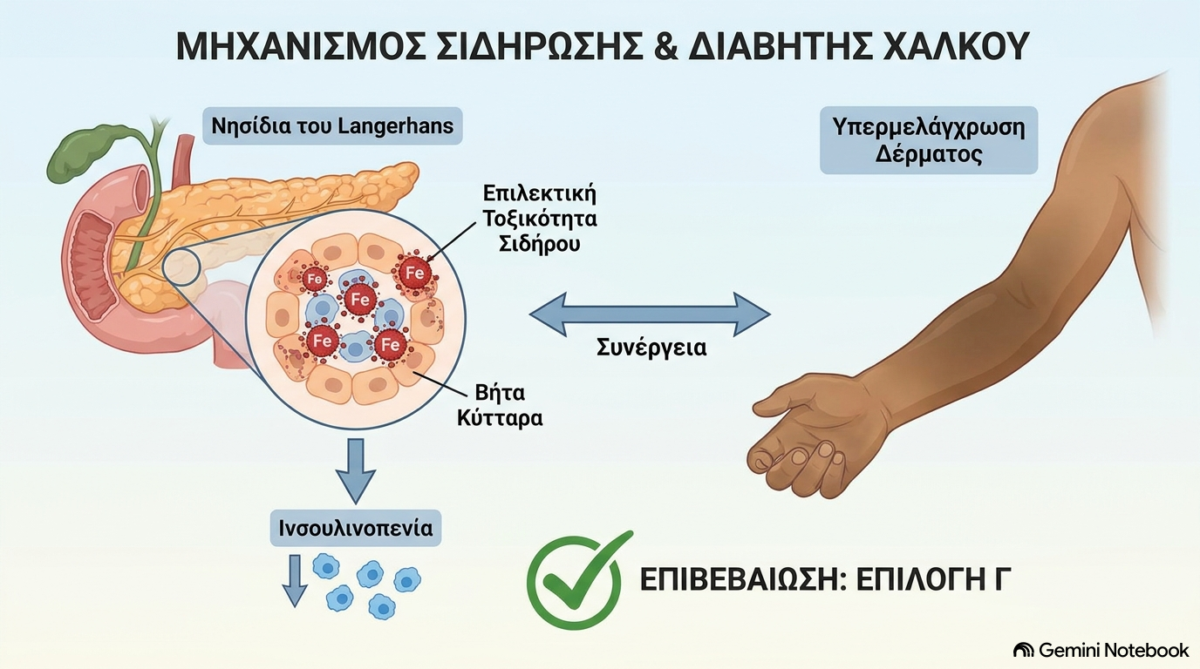 ΜΗΧΑΝΙΣΜΟΣ ΣΙΔΗΡΩΣΗΣ & ΔΙΑΒΗΤΗΣ ΧΑΛΚΟΥ
Νησίδια του Langerhans
Υπερμελάγχρωση
Δέρματος
Επιλεκτική
Τοξικότητα
Σιδήρου
Fe
Fe
Fe
Fe
Fe
Συνέργεια
Βήτα
Κύτταρα
Ινσουλινοπενία
ΕΠΙΒΕΒΑΙΩΣΗ: ΕΠΙΛΟΓΗ Γ
Gemini Notebook